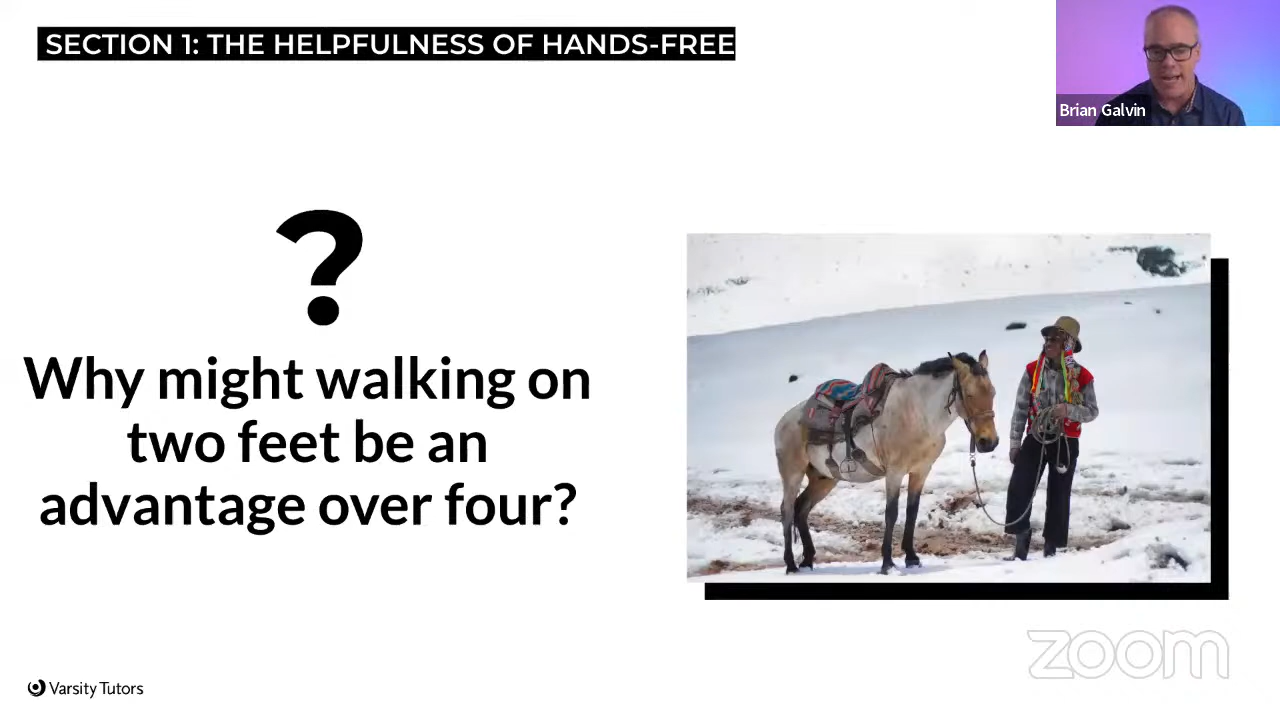 SECTION 1: THE HELPFULNESS OF HANDS-FREE
Brian Galvin
?
Why might walking on
two feet be an
advantage over four?
zoom
Varsity Tutors